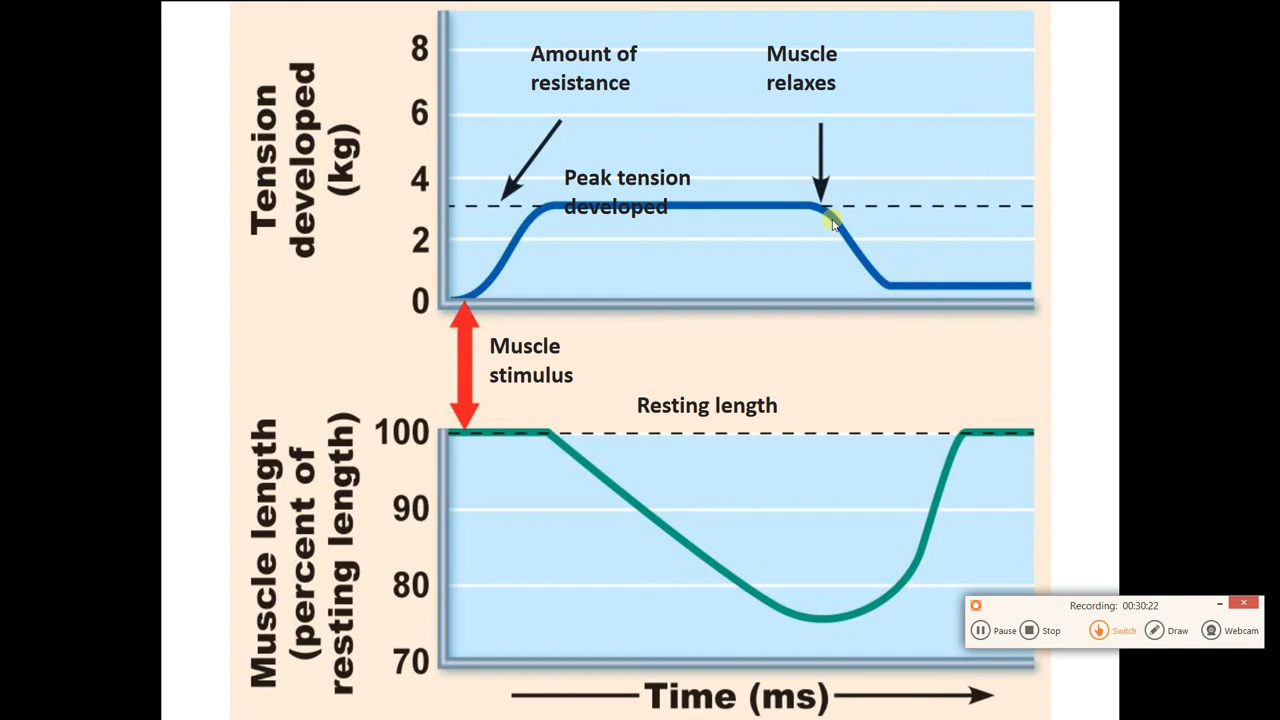 Tension
developed
(kg)
8
6
4
2
0
Amount of
resistance
Muscle
relaxes
Peak tension
developed
Muscle
stimulus
Resting length
Muscle length
(percent of
resting length)
100
90
80
70
Time (ms)
Recording: 00:30:22
Pause Stop Switch Draw Webcam